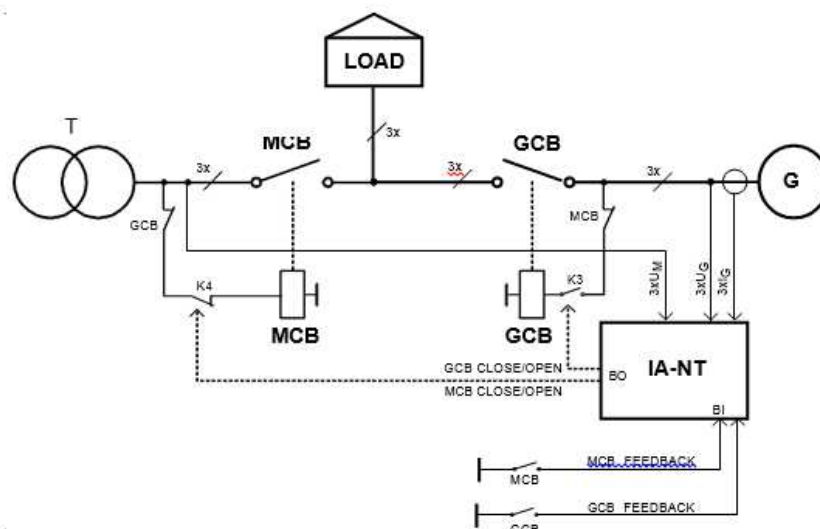 LOAD
T
3x
MCB
GCB
3x
3x
3x
G
GCB
MCB
K4
K3
3xUM
3xUG
3xIG
MCB
GCB
GCB CLOSE/OPEN
BO
IA-NT
MCB CLOSE/OPEN
BI
MCB FEEDBACK
MCB
GCB FEEDBACK